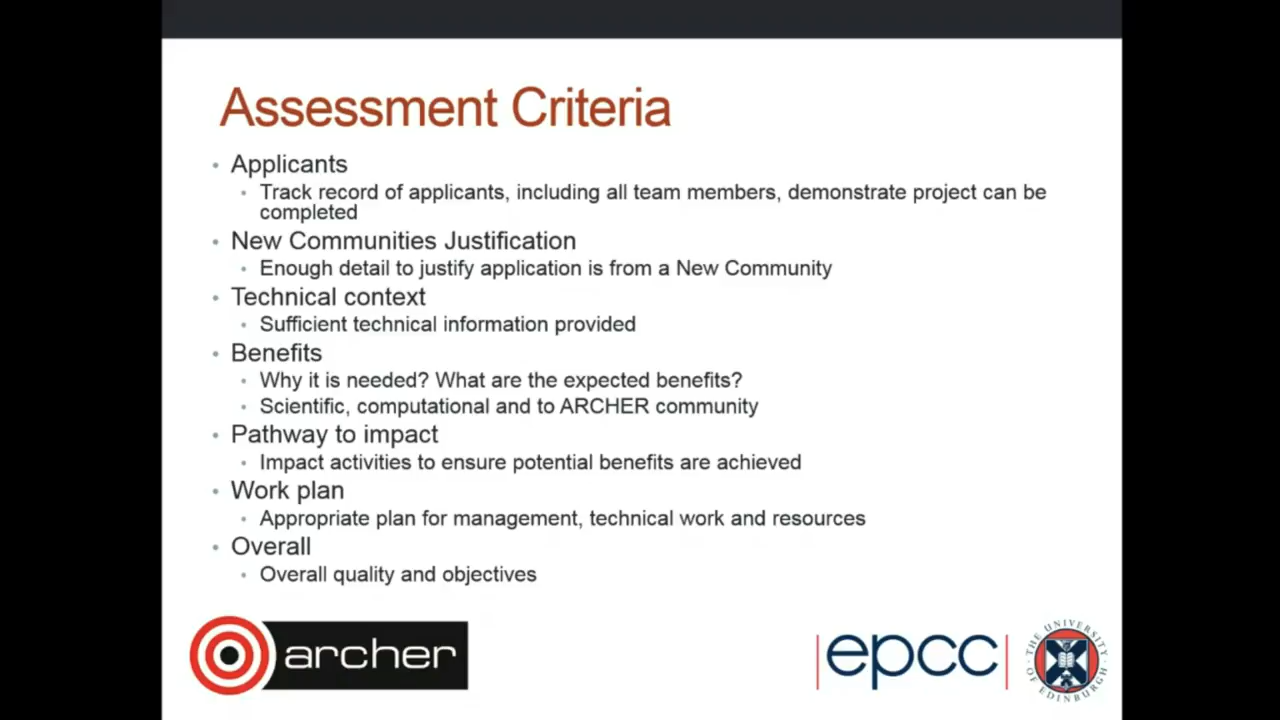 Assessment Criteria
• Applicants
• Track record of applicants, including all team members, demonstrate project can be
completed
• New Communities Justification
• Enough detail to justify application is from a New Community
• Technical context
• Sufficient technical information provided
• Benefits
• Why it is needed? What are the expected benefits?
• Scientific, computational and to ARCHER community
• Pathway to impact
• Impact activities to ensure potential benefits are achieved
• Work plan
• Appropriate plan for management, technical work and resources
• Overall
• Overall quality and objectives
archer
epcc
THE UNIVERSITY OF EDINBURGH